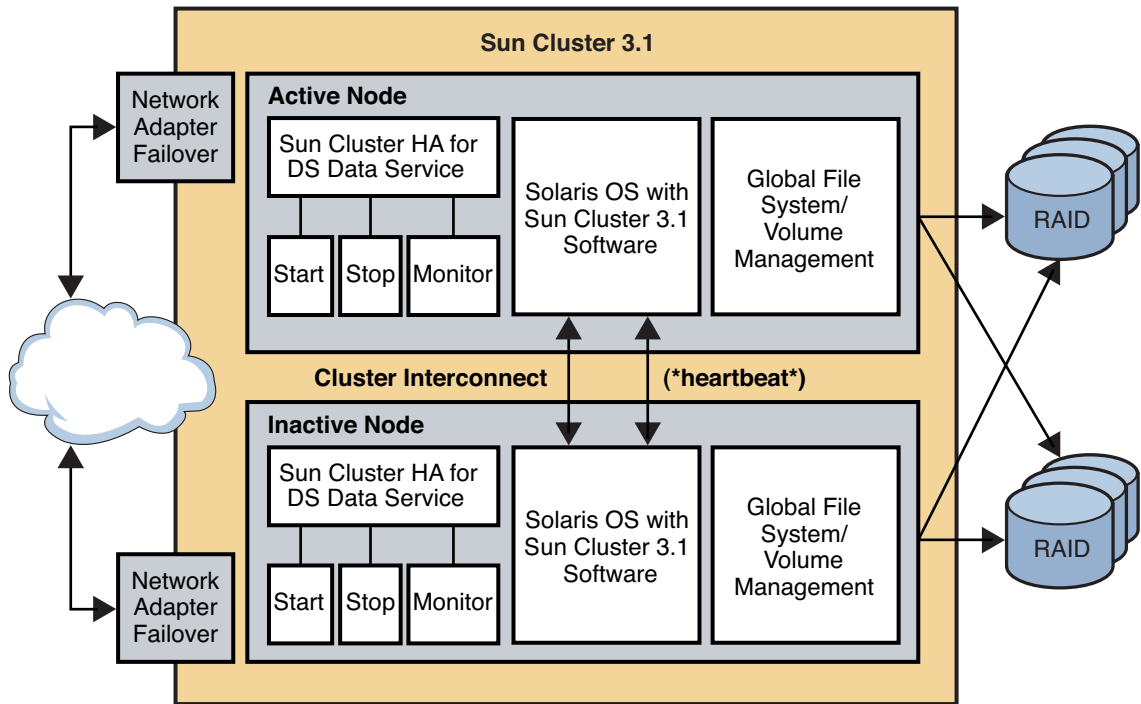 Sun Cluster 3.1
Network
Adapter
Failover
Active Node
Sun Cluster HA for
DS Data Service
Start
Stop
Monitor
Solaris OS with
Sun Cluster 3.1
Software
Global File
System/
Volume
Management
RAID
Cluster Interconnect
(*heartbeat*)
Inactive Node
Sun Cluster HA for
DS Data Service
Start
Stop
Monitor
Solaris OS with
Sun Cluster 3.1
Software
Global File
System/
Volume
Management
RAID
Network
Adapter
Failover